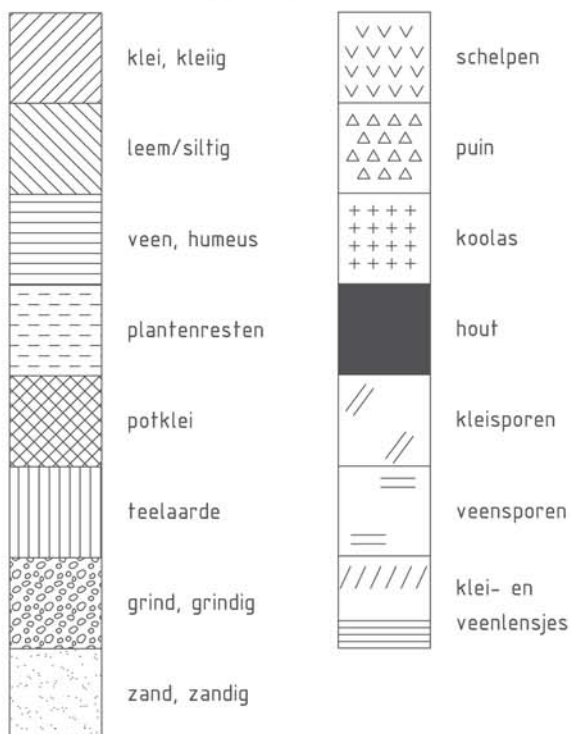 klei, kleiig
leem/siltig
veen, humeus
plantenresten
potklei
teelaarde
grind, grindig
zand, zandig
schelpen
puin
koolas
hout
kleisporen
veensporen
klei- en
veenlensjes